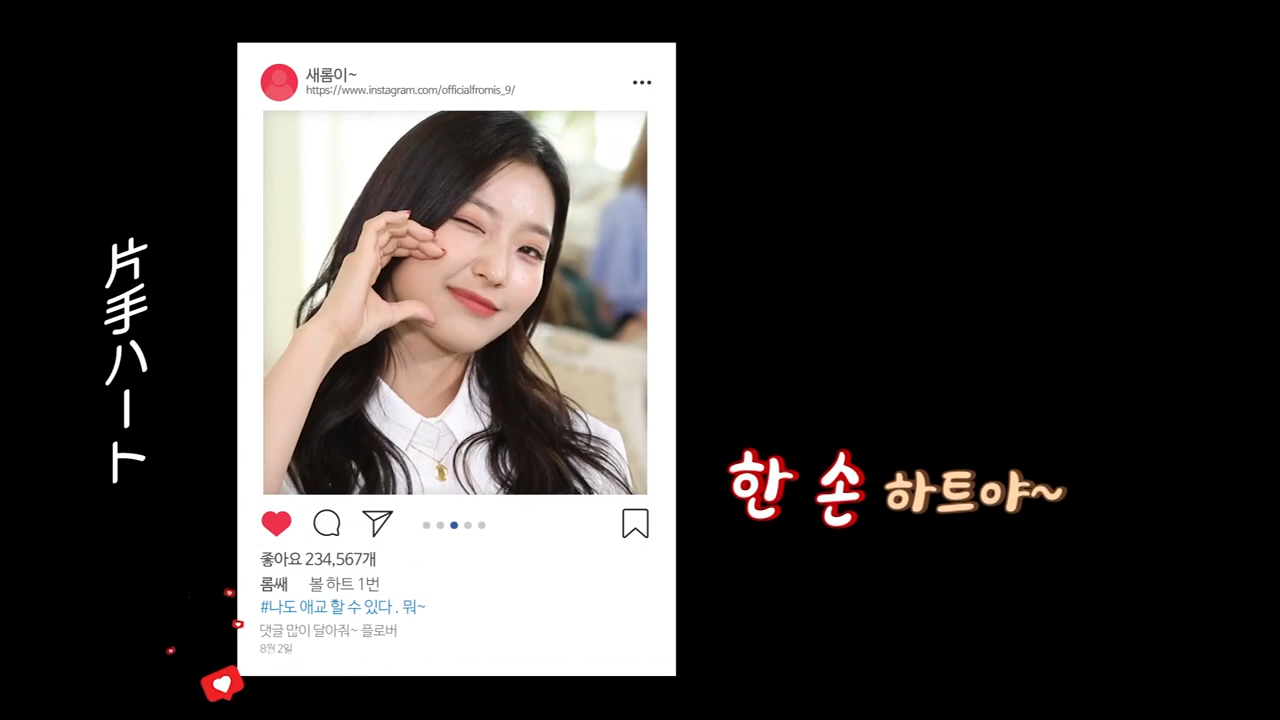 片手ハート
새롬이~
https://www.instagram.com/officialfromis_9/
좋아요 234,567개
롬쌔 볼 하트 1번
#나도 애교 할 수 있다 . 뭐~
댓글 많이 달아줘~ 플로버
8월 2일
한 손 하트야~